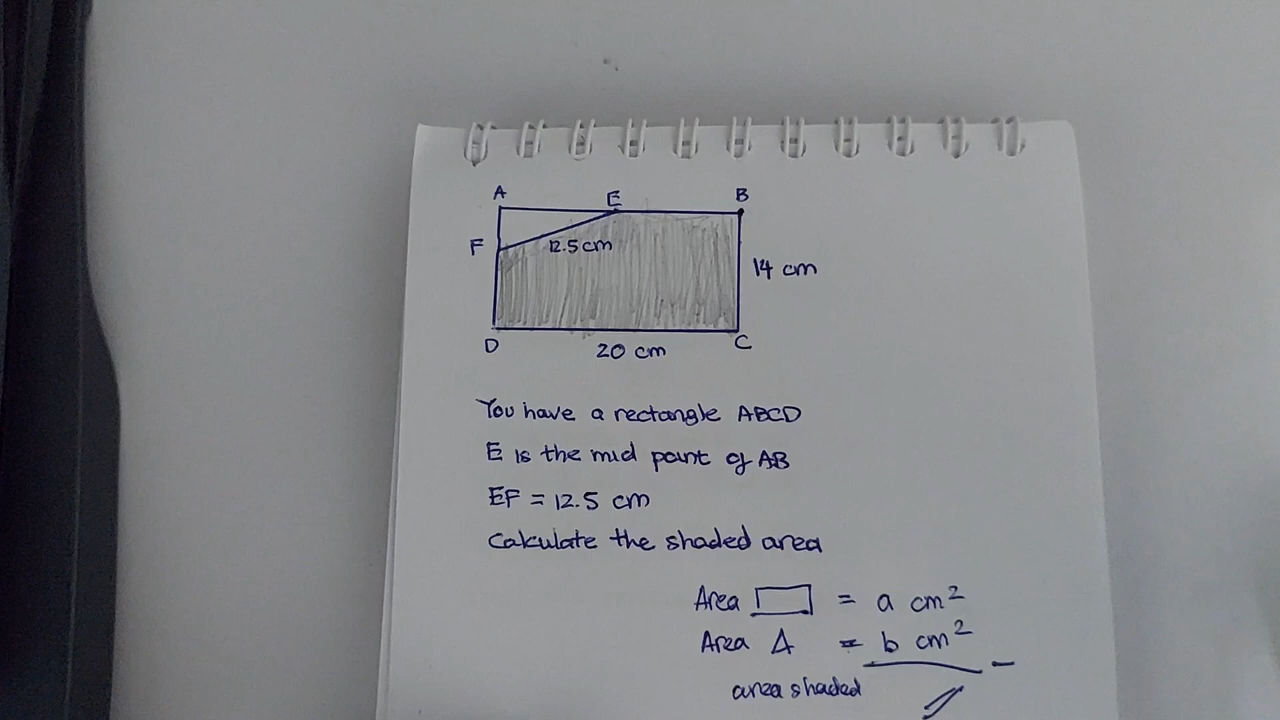 A E B
F 12.5 cm
14 cm
D 20 cm C
You have a rectangle ABCD
E is the mid point of AB
EF = 12.5 cm
Calculate the shaded area
Area ▭ = a cm²
Area Δ = b cm²
area shaded